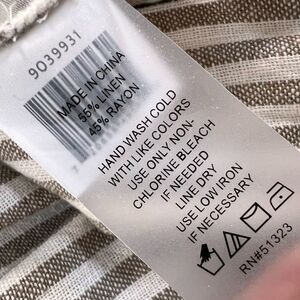 9039931
MADE IN CHINA
55% LINEN
45% RAYON
HAND WASH COLD
WITH LIKE COLORS
USE ONLY NON-
CHLORINE BLEACH
IF NEEDED
LINE DRY
USE LOW IRON
IF NECESSARY
RN#51323